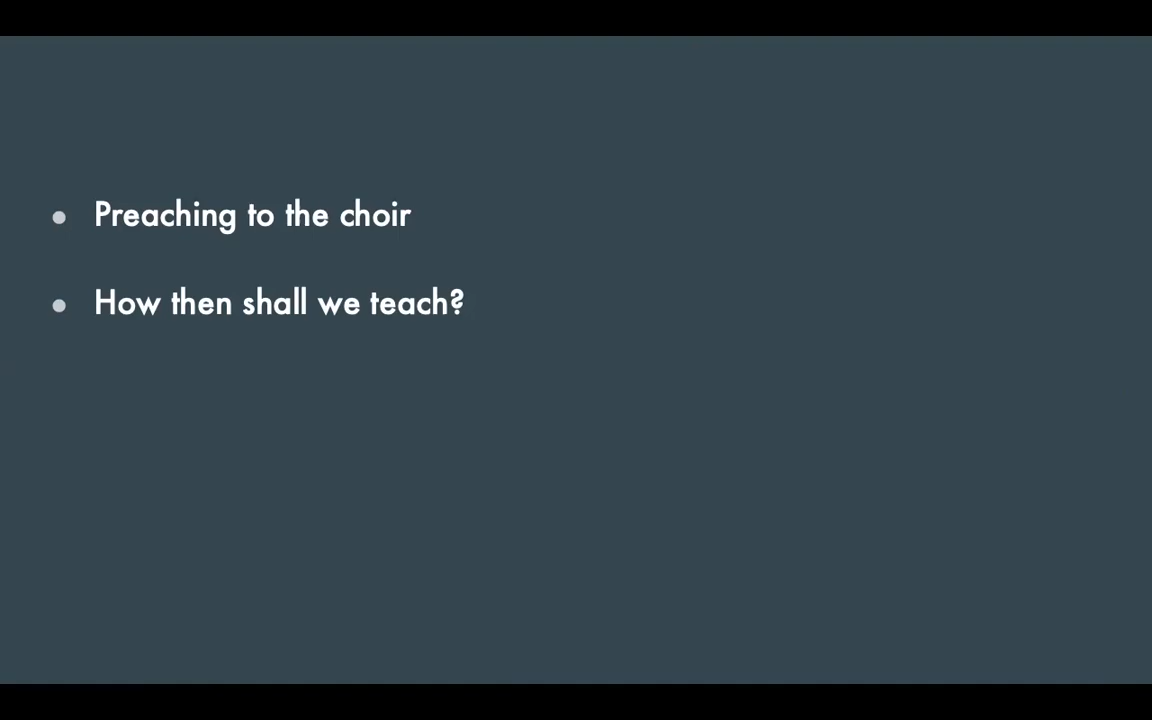 • Preaching to the choir
• How then shall we teach?